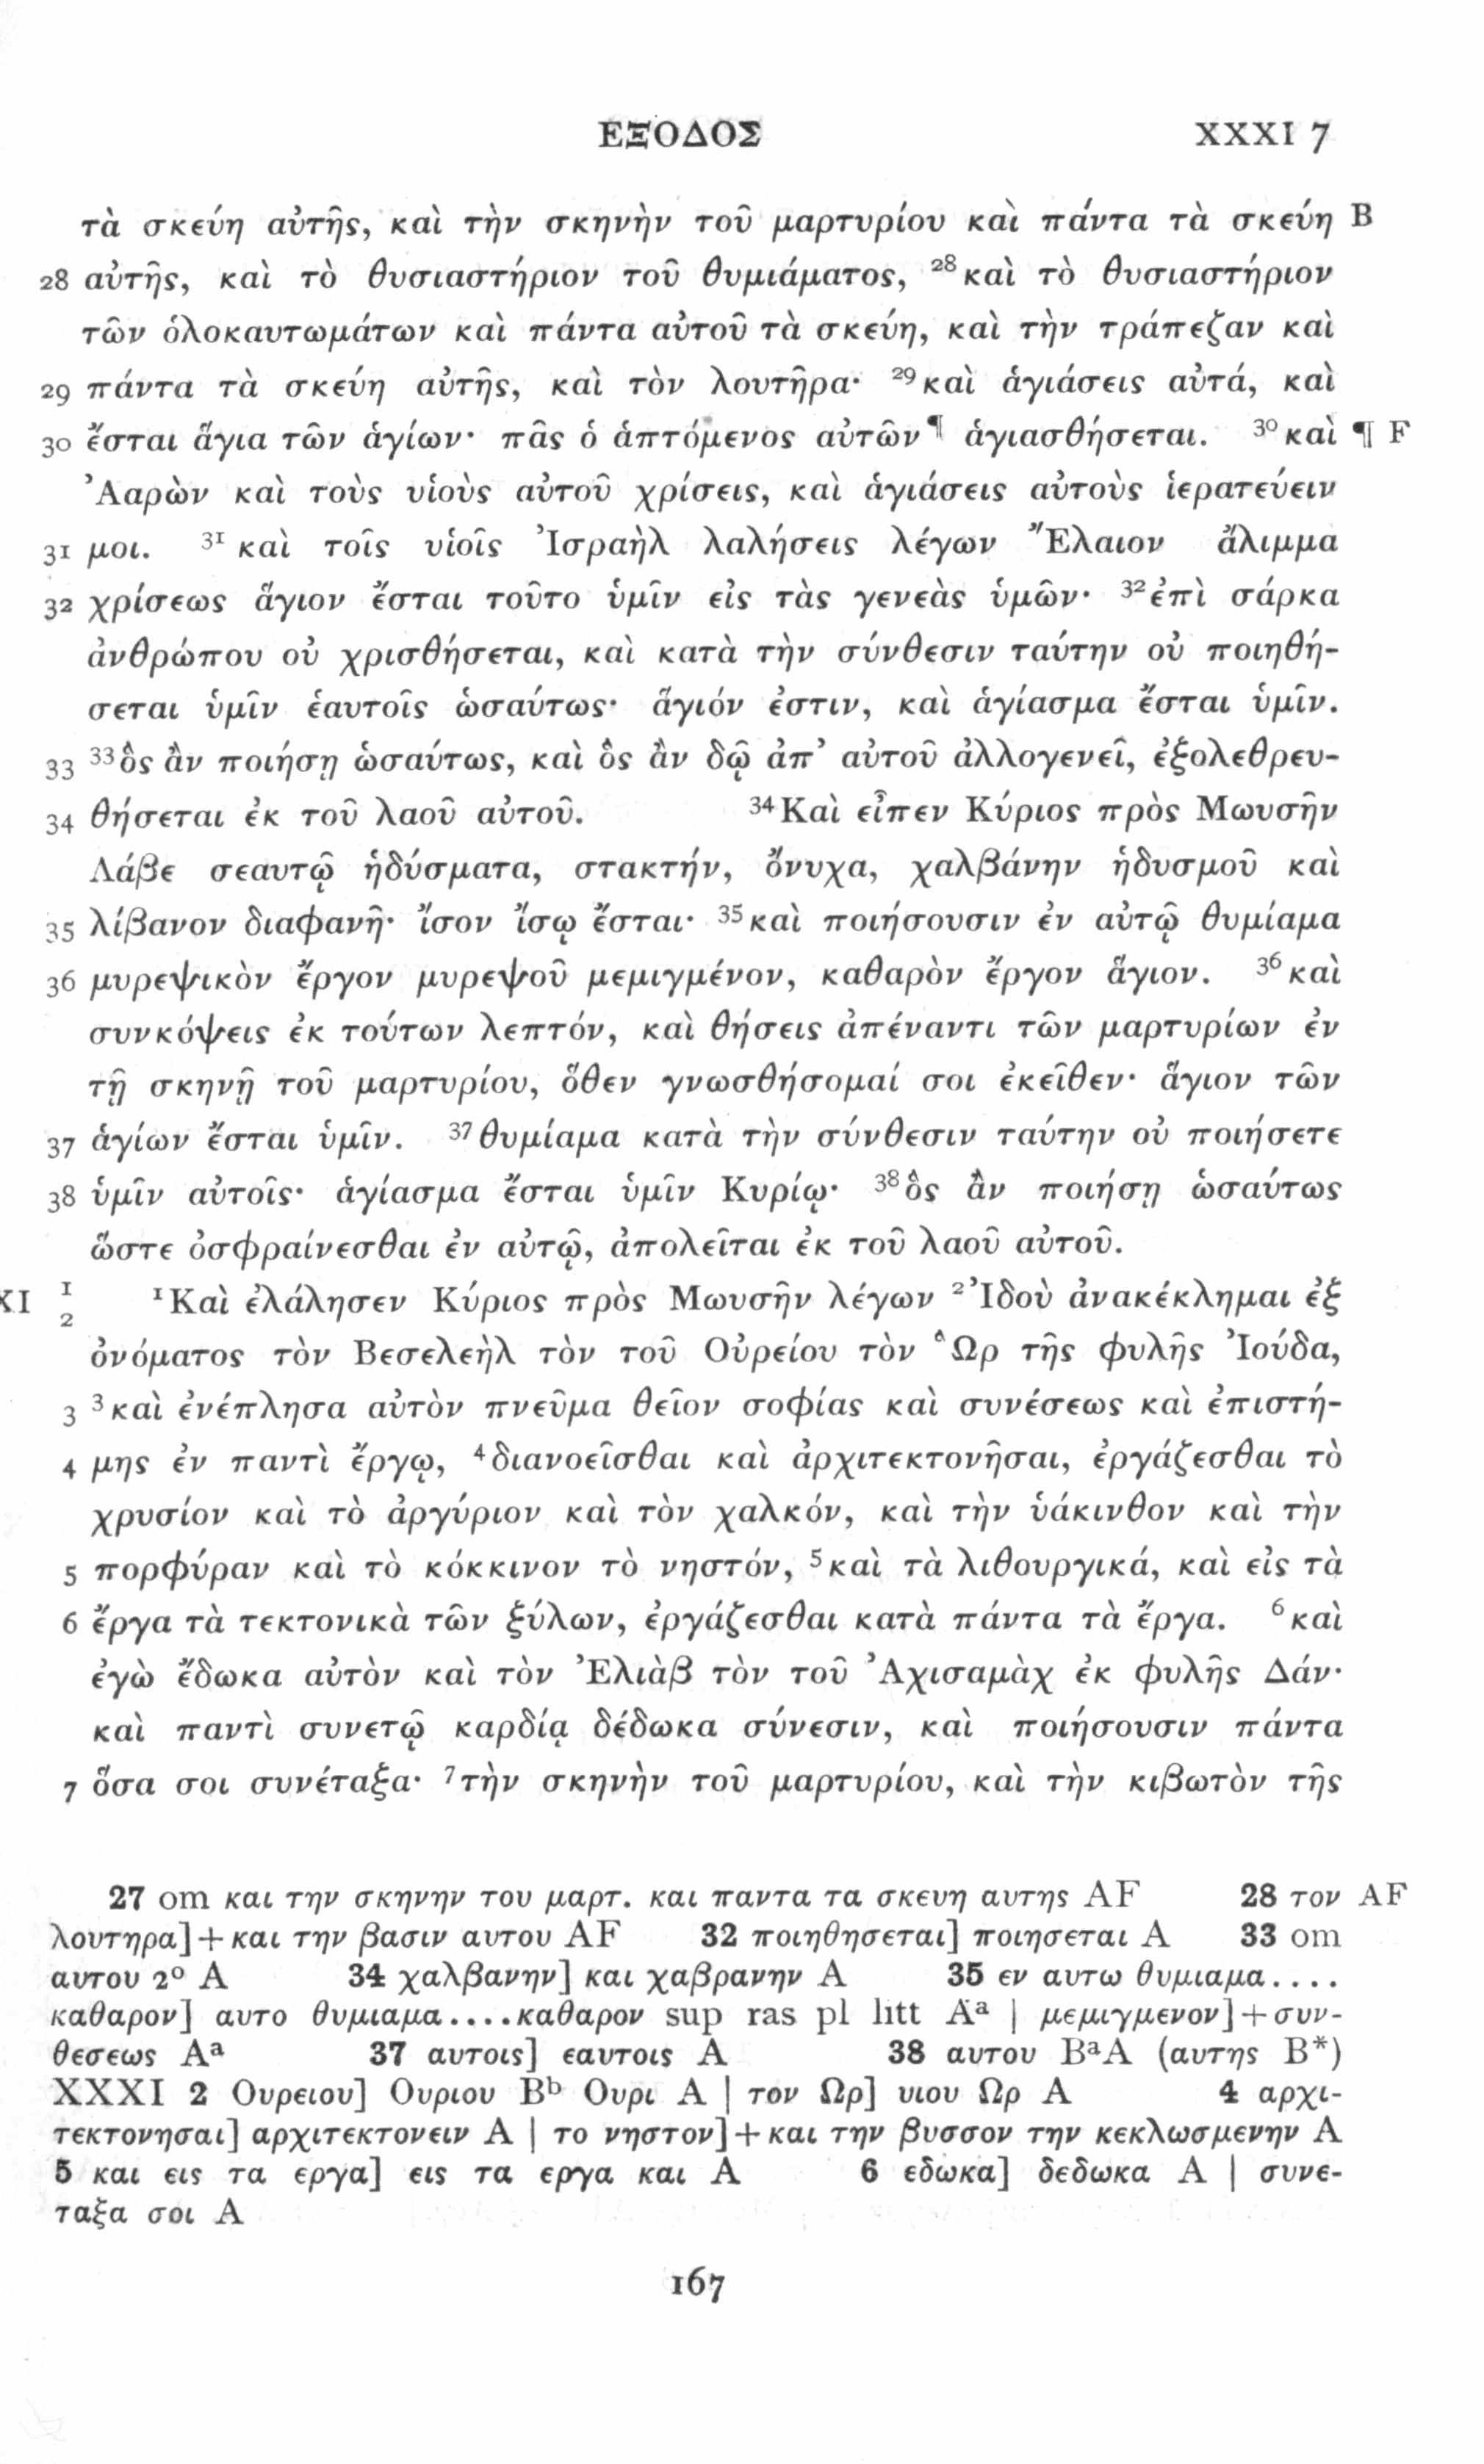 ΕΞΟΔΟΣ XXXI 7
τὰ σκεύη αὐτῆς, καὶ τὴν σκηνὴν τοῦ μαρτυρίου καὶ πάντα τὰ σκεύη B
28 αὐτῆς, καὶ τὸ θυσιαστήριον τοῦ θυμιάματος, ²⁸καὶ τὸ θυσιαστήριον
τῶν ὁλοκαυτωμάτων καὶ πάντα αὐτοῦ τὰ σκεύη, καὶ τὴν τράπεζαν καὶ
29 πάντα τὰ σκεύη αὐτῆς, καὶ τὸν λουτῆρα· ²⁹καὶ ἁγιάσεις αὐτά, καὶ
30 ἔσται ἅγια τῶν ἁγίων· πᾶς ὁ ἁπτόμενος αὐτῶν¶ ἁγιασθήσεται. ³⁰καὶ ¶ F
Ἀαρὼν καὶ τοὺς υἱοὺς αὐτοῦ χρίσεις, καὶ ἁγιάσεις αὐτοὺς ἱερατεύειν
31 μοι. ³¹καὶ τοῖς υἱοῖς Ἰσραὴλ λαλήσεις λέγων Ἔλαιον ἄλιμμα
32 χρίσεως ἅγιον ἔσται τοῦτο ὑμῖν εἰς τὰς γενεὰς ὑμῶν· ³²ἐπὶ σάρκα
ἀνθρώπου οὐ χρισθήσεται, καὶ κατὰ τὴν σύνθεσιν ταύτην οὐ ποιηθή-
σεται ὑμῖν ἑαυτοῖς ὡσαύτως· ἅγιόν ἐστιν, καὶ ἁγίασμα ἔσται ὑμῖν.
33 ³³ὃς ἂν ποιήσῃ ὡσαύτως, καὶ ὃς ἂν δῷ ἀπ’ αὐτοῦ ἀλλογενεῖ, ἐξολεθρευ-
34 θήσεται ἐκ τοῦ λαοῦ αὐτοῦ. ³⁴Καὶ εἶπεν Κύριος πρὸς Μωυσῆν
Λάβε σεαυτῷ ἡδύσματα, στακτήν, ὄνυχα, χαλβάνην ἡδυσμοῦ καὶ
35 λίβανον διαφανῆ· ἴσον ἴσῳ ἔσται· ³⁵καὶ ποιήσουσιν ἐν αὐτῷ θυμίαμα
36 μυρεψικὸν ἔργον μυρεψοῦ μεμιγμένον, καθαρὸν ἔργον ἅγιον. ³⁶καὶ
συνκόψεις ἐκ τούτων λεπτόν, καὶ θήσεις ἀπέναντι τῶν μαρτυρίων ἐν
τῇ σκηνῇ τοῦ μαρτυρίου, ὅθεν γνωσθήσομαί σοι ἐκεῖθεν· ἅγιον τῶν
37 ἁγίων ἔσται ὑμῖν. ³⁷θυμίαμα κατὰ τὴν σύνθεσιν ταύτην οὐ ποιήσετε
38 ὑμῖν αὐτοῖς· ἁγίασμα ἔσται ὑμῖν Κυρίῳ· ³⁸ὃς ἂν ποιήσῃ ὡσαύτως
ὥστε ὀσφραίνεσθαι ἐν αὐτῷ, ἀπολεῖται ἐκ τοῦ λαοῦ αὐτοῦ.
XI 1 2 ¹Καὶ ἐλάλησεν Κύριος πρὸς Μωυσῆν λέγων ²Ἰδοὺ ἀνακέκλημαι ἐξ
ὀνόματος τὸν Βεσελεὴλ τὸν τοῦ Οὐρείου τὸν Ὢρ τῆς φυλῆς Ἰούδα,
3 ³καὶ ἐνέπλησα αὐτὸν πνεῦμα θεῖον σοφίας καὶ συνέσεως καὶ ἐπιστή-
4 μης ἐν παντὶ ἔργῳ, ⁴διανοεῖσθαι καὶ ἀρχιτεκτονῆσαι, ἐργάζεσθαι τὸ
χρυσίον καὶ τὸ ἀργύριον καὶ τὸν χαλκόν, καὶ τὴν ὑάκινθον καὶ τὴν
5 πορφύραν καὶ τὸ κόκκινον τὸ νηστόν, ⁵καὶ τὰ λιθουργικά, καὶ εἰς τὰ
6 ἔργα τὰ τεκτονικὰ τῶν ξύλων, ἐργάζεσθαι κατὰ πάντα τὰ ἔργα. ⁶καὶ
ἐγὼ ἔδωκα αὐτὸν καὶ τὸν Ἐλιὰβ τὸν τοῦ Ἀχισαμὰχ ἐκ φυλῆς Δάν·
καὶ παντὶ συνετῷ καρδίᾳ δέδωκα σύνεσιν, καὶ ποιήσουσιν πάντα
7 ὅσα σοι συνέταξα· ⁷τὴν σκηνὴν τοῦ μαρτυρίου, καὶ τὴν κιβωτὸν τῆς
27 om και την σκηνην του μαρτ. και παντα τα σκευη αυτης AF 28 τον AF
λουτηρα]+και την βασιν αυτου AF 32 ποιηθησεται] ποιησεται A 33 om
αυτου 2⁰ A 34 χαλβανην] και χαβρανην A 35 εν αυτω θυμιαμα....
καθαρον] αυτο θυμιαμα....καθαρον sup ras pl litt Aᵃ | μεμιγμενον]+συν-
θεσεως Aᵃ 37 αυτοις] εαυτοις A 38 αυτου BᵃA (αυτης B*)
XXXI 2 Ουρειου] Ουριου Bᵇ Ουρι A | τον Ωρ] υιου Ωρ A 4 αρχι-
τεκτονησαι] αρχιτεκτονειν A | το νηστον]+και την βυσσον την κεκλωσμενην A
5 και εις τα εργα] εις τα εργα και A 6 εδωκα] δεδωκα A | συνε-
ταξα σοι A
167